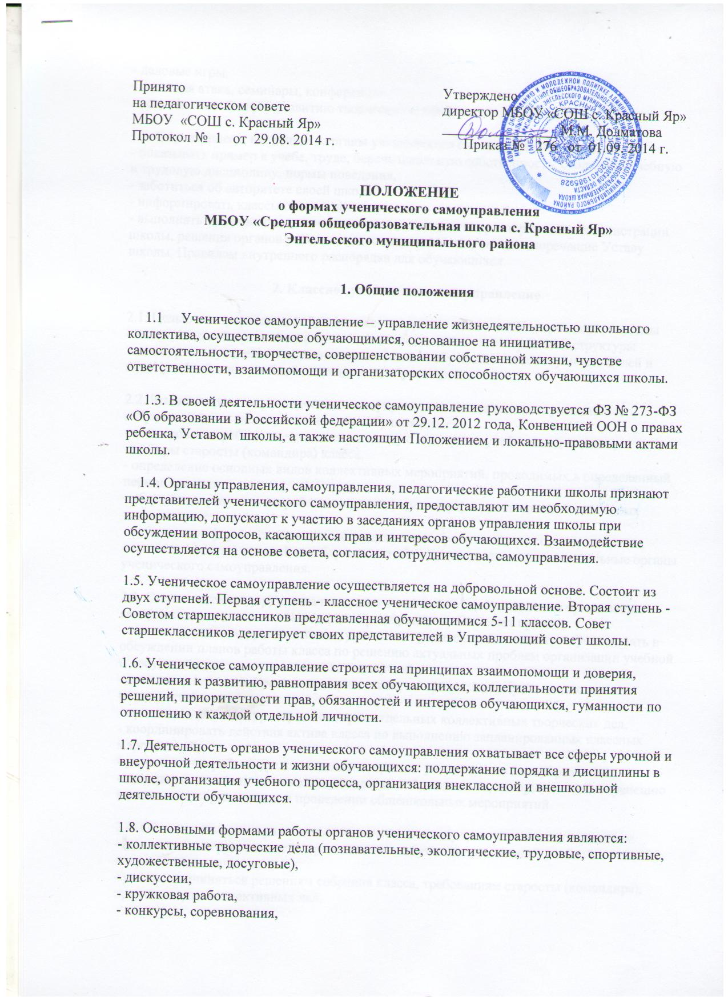 Принято
на педагогическом совете
МБОУ  «СОШ с. Красный Яр»
Протокол №  1   от  29.08. 2014 г.
Утверждено
директор МБОУ «СОШ с. Красный Яр»
М.М. Долматова
Приказ №   276   от  01. 09. 2014 г.
ПОЛОЖЕНИЕ
о формах ученического самоуправления
МБОУ «Средняя общеобразовательная школа с. Красный Яр»
Энгельсского муниципального района
1. Общие положения
1.1     Ученическое самоуправление – управление жизнедеятельностью школьного
коллектива, осуществляемое обучающимися, основанное на инициативе,
самостоятельности, творчестве, совершенствовании собственной жизни, чувстве
ответственности, взаимопомощи и организаторских способностях обучающихся школы.
1.3. В своей деятельности ученическое самоуправление руководствуется ФЗ № 273-ФЗ
«Об образовании в Российской федерации» от 29.12. 2012 года, Конвенцией ООН о правах
ребенка, Уставом  школы, а также настоящим Положением и локально-правовыми актами
школы.
1.4. Органы управления, самоуправления, педагогические работники школы признают
представителей ученического самоуправления, предоставляют им необходимую
информацию, допускают к участию в заседаниях органов управления школы при
обсуждении вопросов, касающихся прав и интересов обучающихся. Взаимодействие
осуществляется на основе совета, согласия, сотрудничества, самоуправления.
1.5. Ученическое самоуправление осуществляется на добровольной основе. Состоит из
двух ступеней. Первая ступень - классное ученическое самоуправление. Вторая ступень -
Советом старшеклассников представленная обучающимися 5-11 классов. Совет
старшеклассников делегирует своих представителей в Управляющий совет школы.
1.6. Ученическое самоуправление строится на принципах взаимопомощи и доверия,
стремления к развитию, равноправия всех обучающихся, коллегиальности принятия
решений, приоритетности прав, обязанностей и интересов обучающихся, гуманности по
отношению к каждой отдельной личности.
1.7. Деятельность органов ученического самоуправления охватывает все сферы урочной и
внеурочной деятельности и жизни обучающихся: поддержание порядка и дисциплины в
школе, организация учебного процесса, организация внеклассной и внешкольной
деятельности обучающихся.
1.8. Основными формами работы органов ученического самоуправления являются:
- коллективные творческие дела (познавательные, экологические, трудовые, спортивные,
художественные, досуговые),
- дискуссии,
- кружковая работа,
- конкурсы, соревнования,